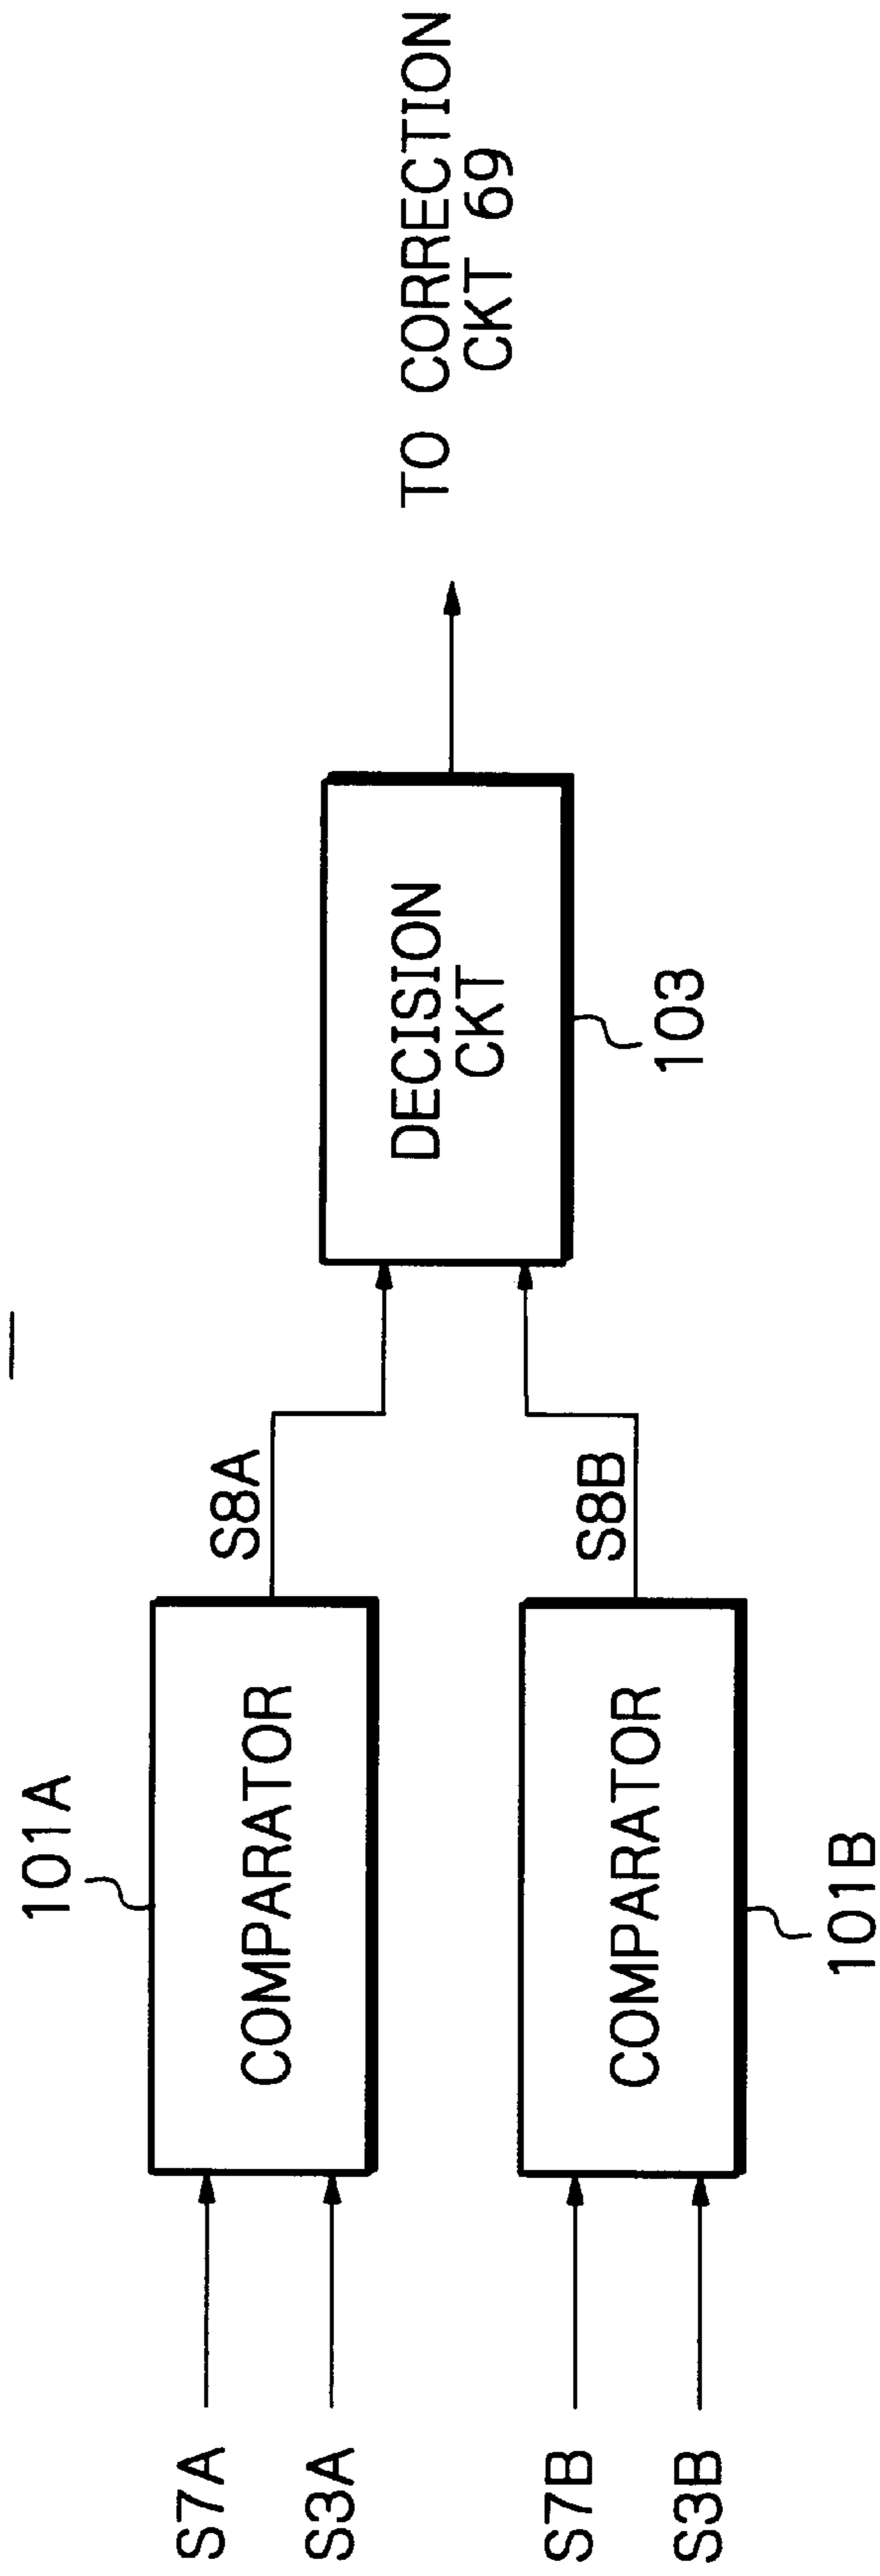 101A
S7A
S3A
COMPARATOR
S8A
S7B
S3B
COMPARATOR
101B
S8B
DECISION
CKT
103
TO CORRECTION
CKT 69